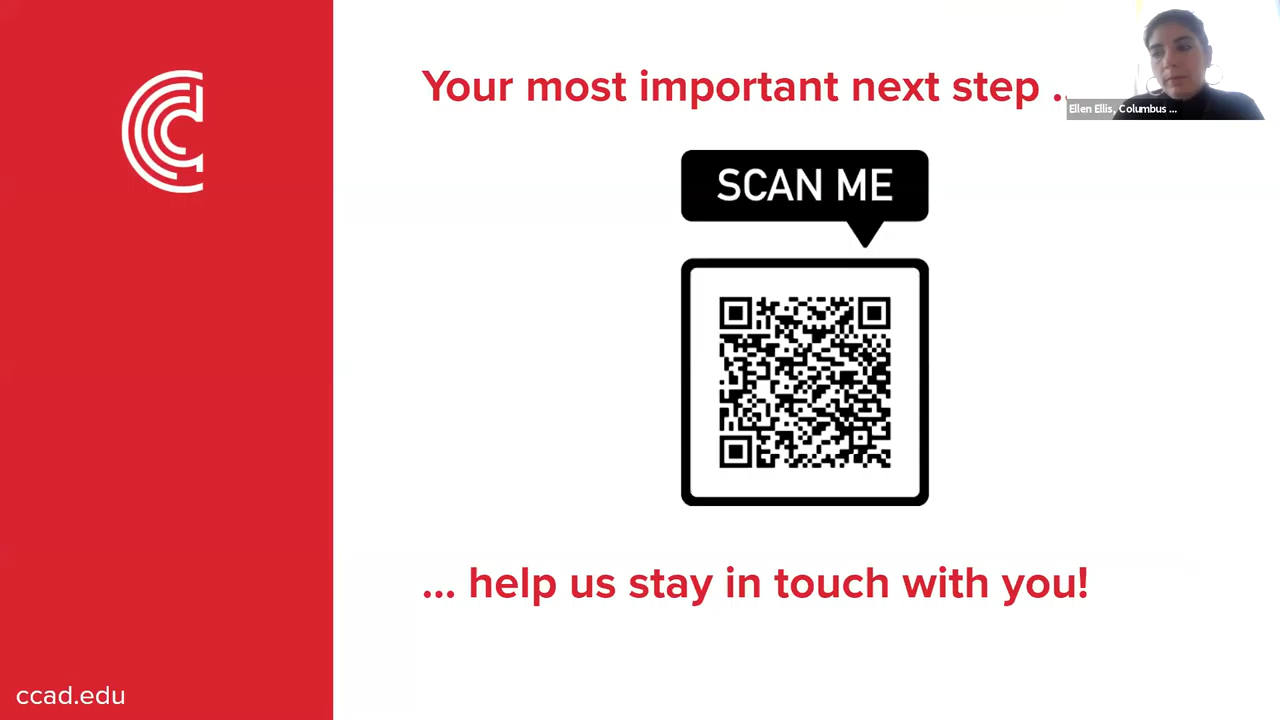 Your most important next step ..
Ellen Ellis, Columbus ...
SCAN ME
... help us stay in touch with you!
ccad.edu